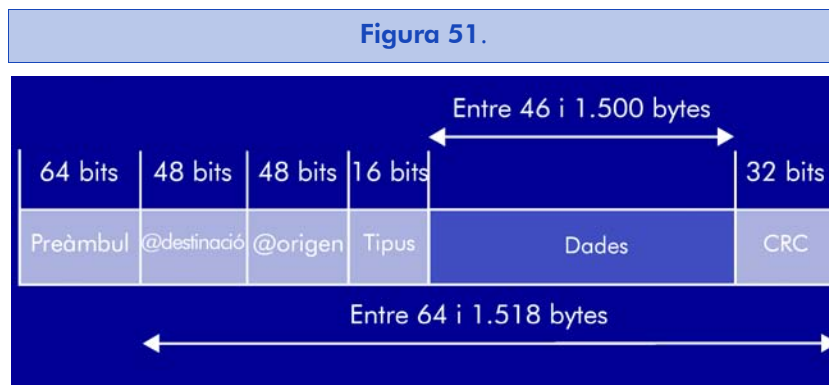 Figura 51.
Entre 46 i 1.500 bytes
64 bits 48 bits 48 bits 16 bits 32 bits
Preàmbul @destinació @origen Tipus Dades CRC
Entre 64 i 1.518 bytes